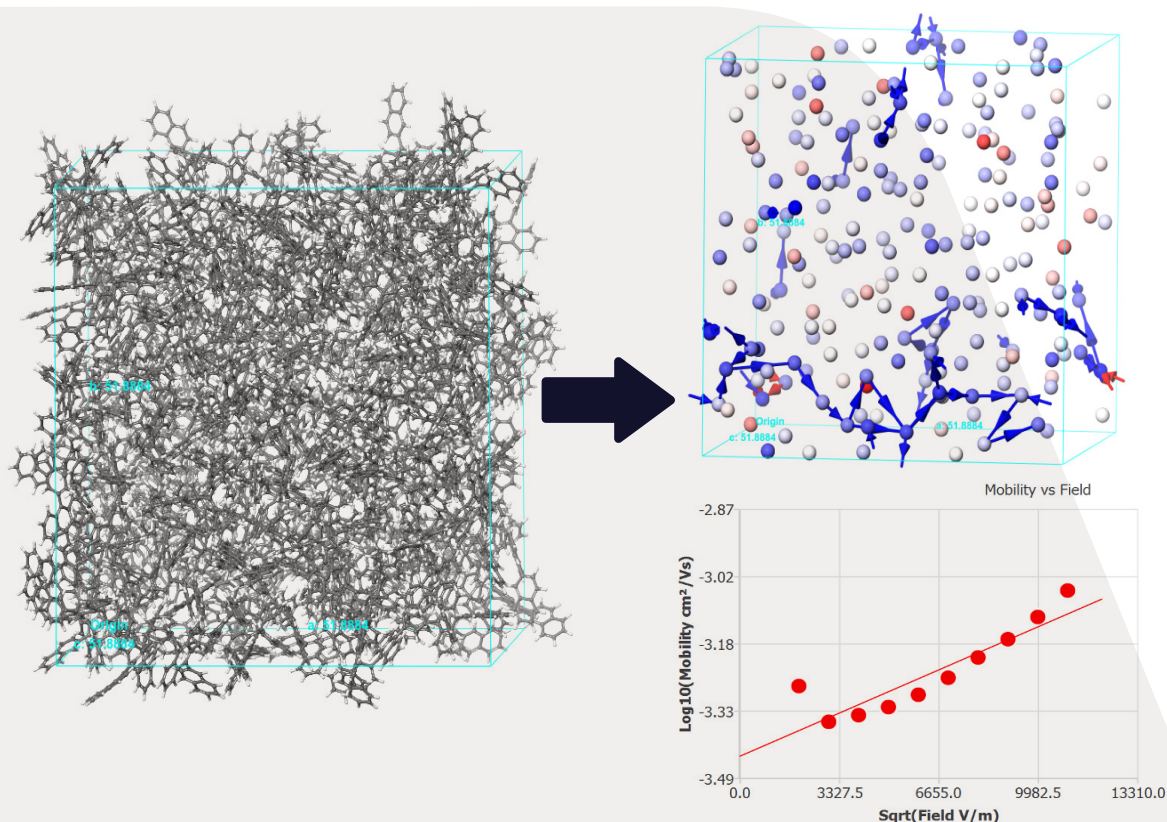 b: 51.8884
Origin
c: 51.8884
a: 51.8884
b: 51.8884
Origin
c: 51.8884
a: 51.8884
Mobility vs Field
Log10(Mobility cm²/Vs)
-2.87
-3.02
-3.18
-3.33
-3.49
0.0
3327.5
6655.0
9982.5
13310.0
Sqrt(Field V/m)